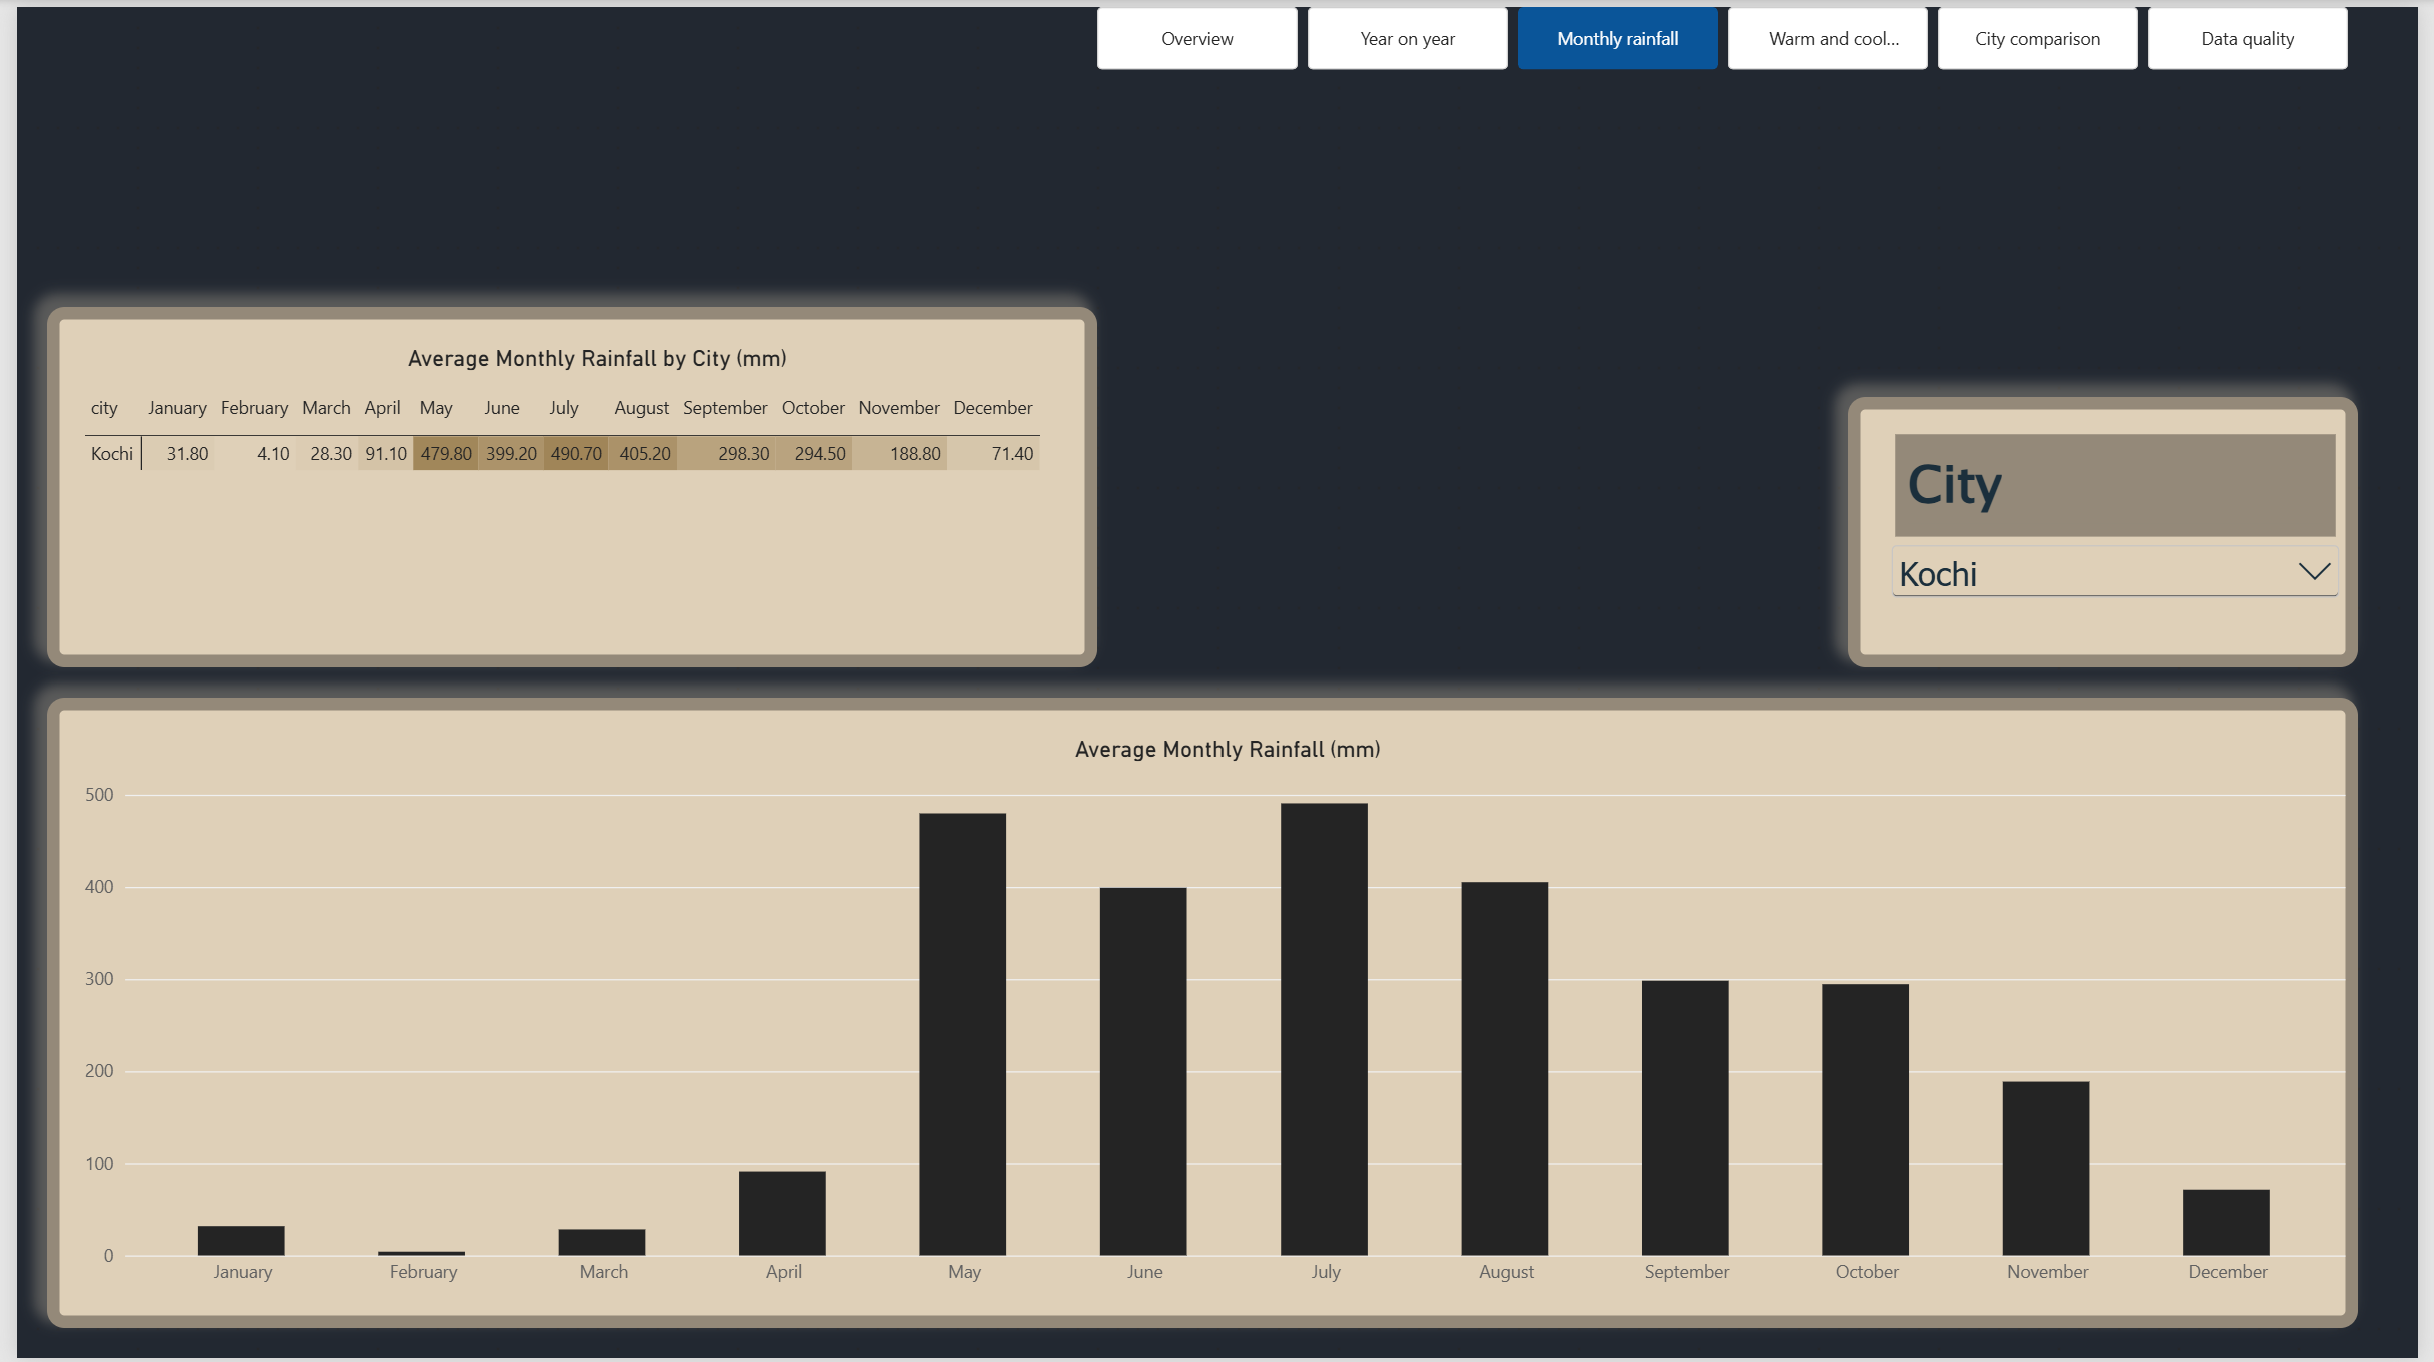 Overview Year on year Monthly rainfall Warm and cool... City comparison Data quality
Average Monthly Rainfall by City (mm)
city January February March April May June July August September October November December
Kochi 31.80 4.10 28.30 91.10 479.80 399.20 490.70 405.20 298.30 294.50 188.80 71.40
City
Kochi
Average Monthly Rainfall (mm)
500
400
300
200
100
0
January February March April May June July August September October November December